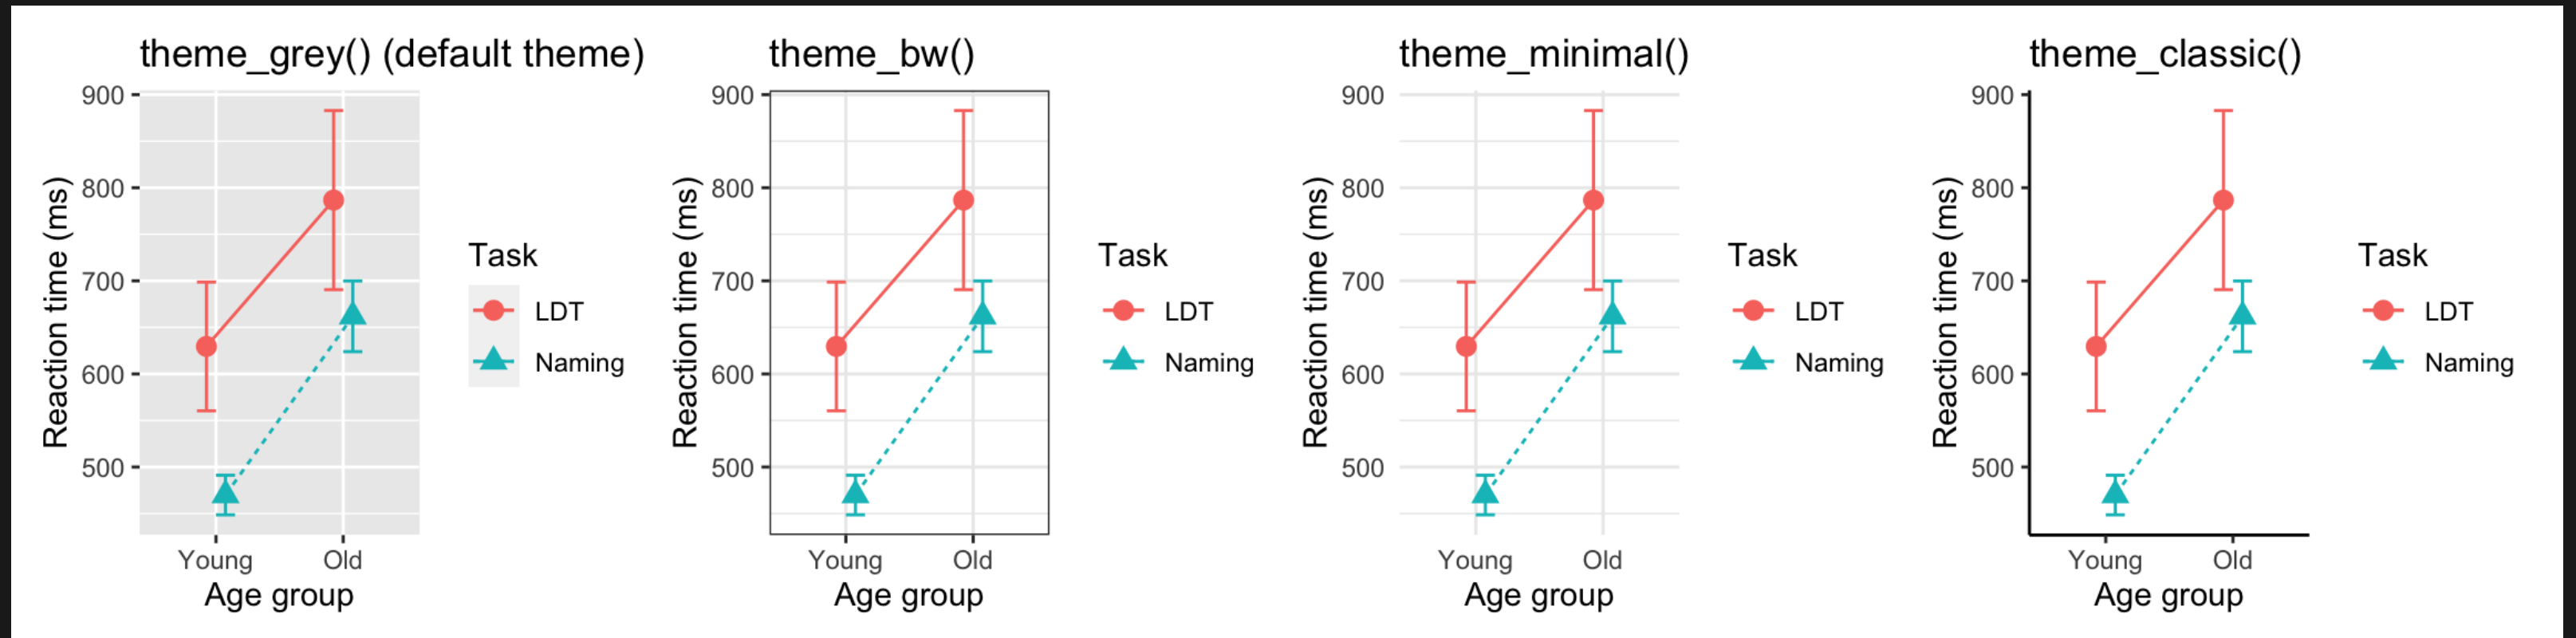 theme_grey() (default theme)
900
800
700
600
500
Reaction time (ms)
Young Old
Age group
Task
LDT
Naming
theme_bw()
900
800
700
600
500
Reaction time (ms)
Young Old
Age group
Task
LDT
Naming
theme_minimal()
900
800
700
600
500
Reaction time (ms)
Young Old
Age group
Task
LDT
Naming
theme_classic()
900
800
700
600
500
Reaction time (ms)
Young Old
Age group
Task
LDT
Naming